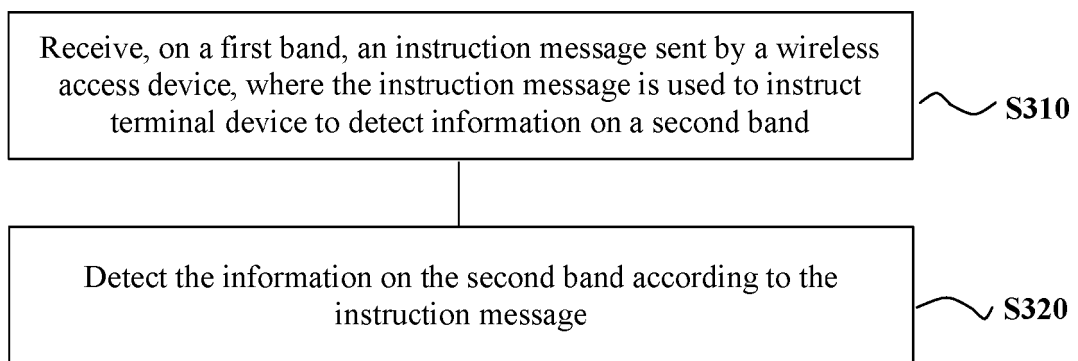 Receive, on a first band, an instruction message sent by a wireless
access device, where the instruction message is used to instruct
terminal device to detect information on a second band
S310
Detect the information on the second band according to the
instruction message
S320